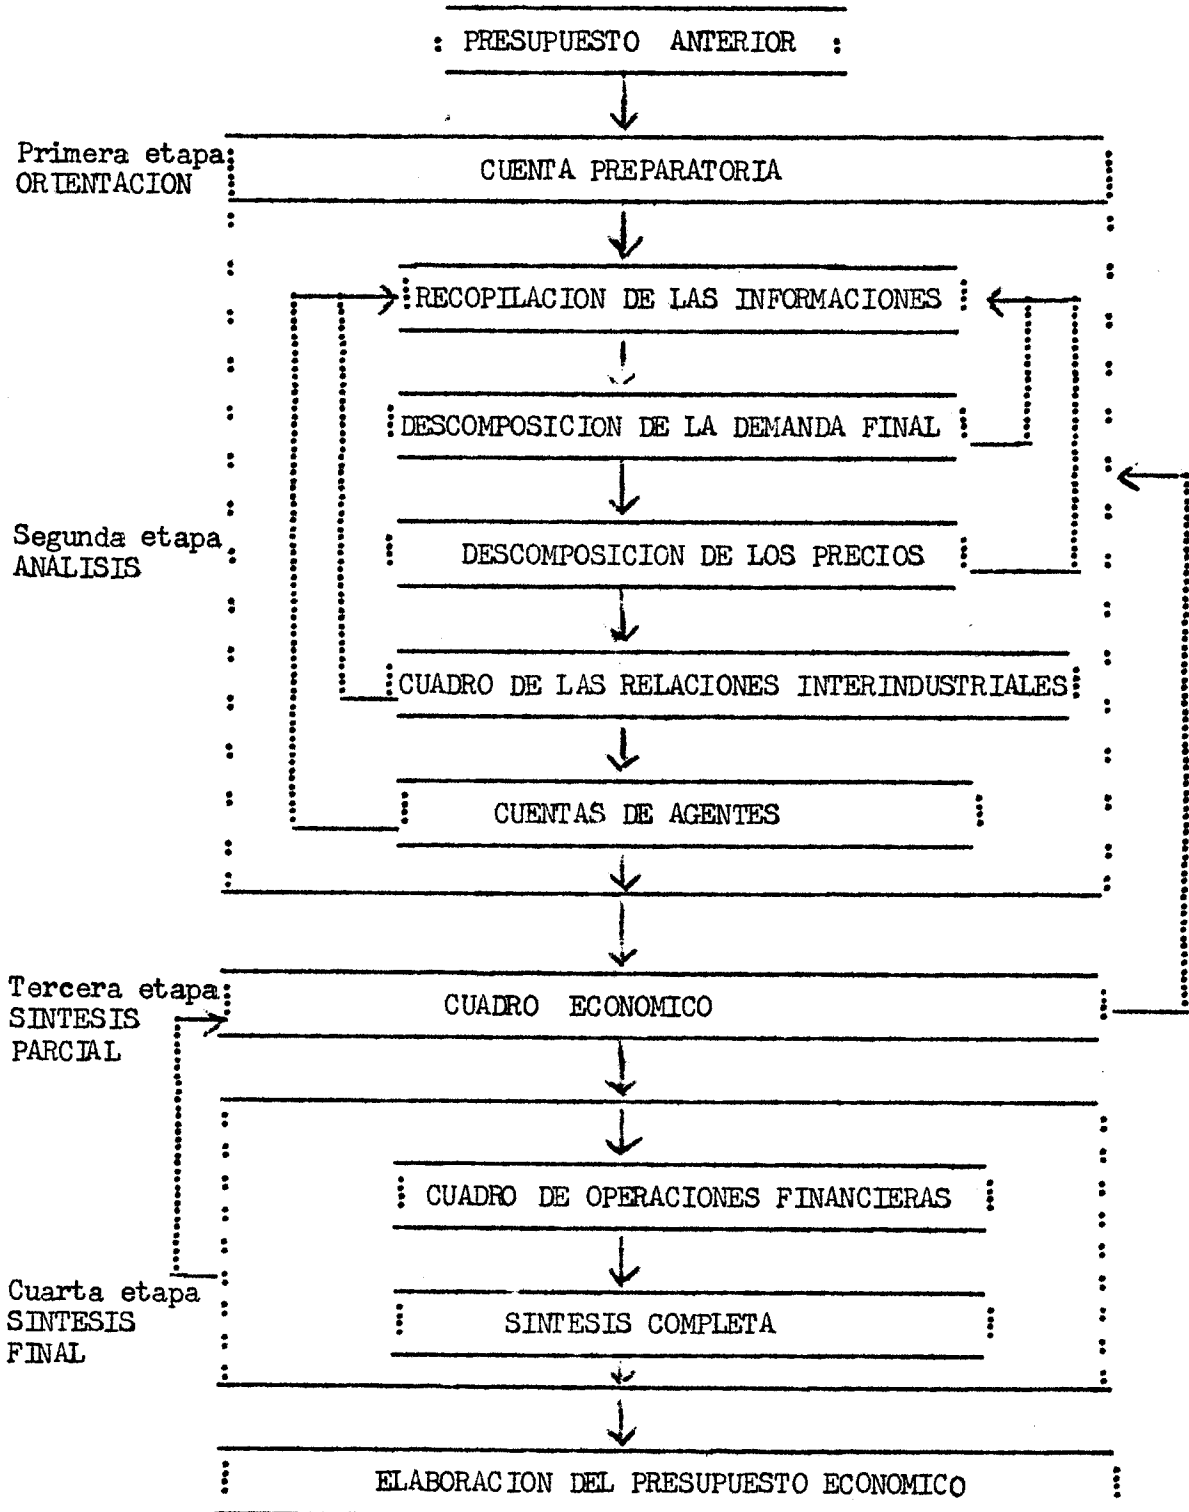 PRESUPUESTO ANTERIOR
Primera etapa
ORIENTACION
CUENTA PREPARATORIA
RECOPILACION DE LAS INFORMACIONES
DESCOMPOSICION DE LA DEMANDA FINAL
Segunda etapa
ANALISIS
DESCOMPOSICION DE LOS PRECIOS
CUADRO DE LAS RELACIONES INTERINDUSTRIALES
CUENTAS DE AGENTES
Tercera etapa
SINTESIS
PARCIAL
CUADRO ECONOMICO
CUADRO DE OPERACIONES FINANCIERAS
Cuarta etapa
SINTESIS
FINAL
SINTESIS COMPLETA
ELABORACION DEL PRESUPUESTO ECONOMICO